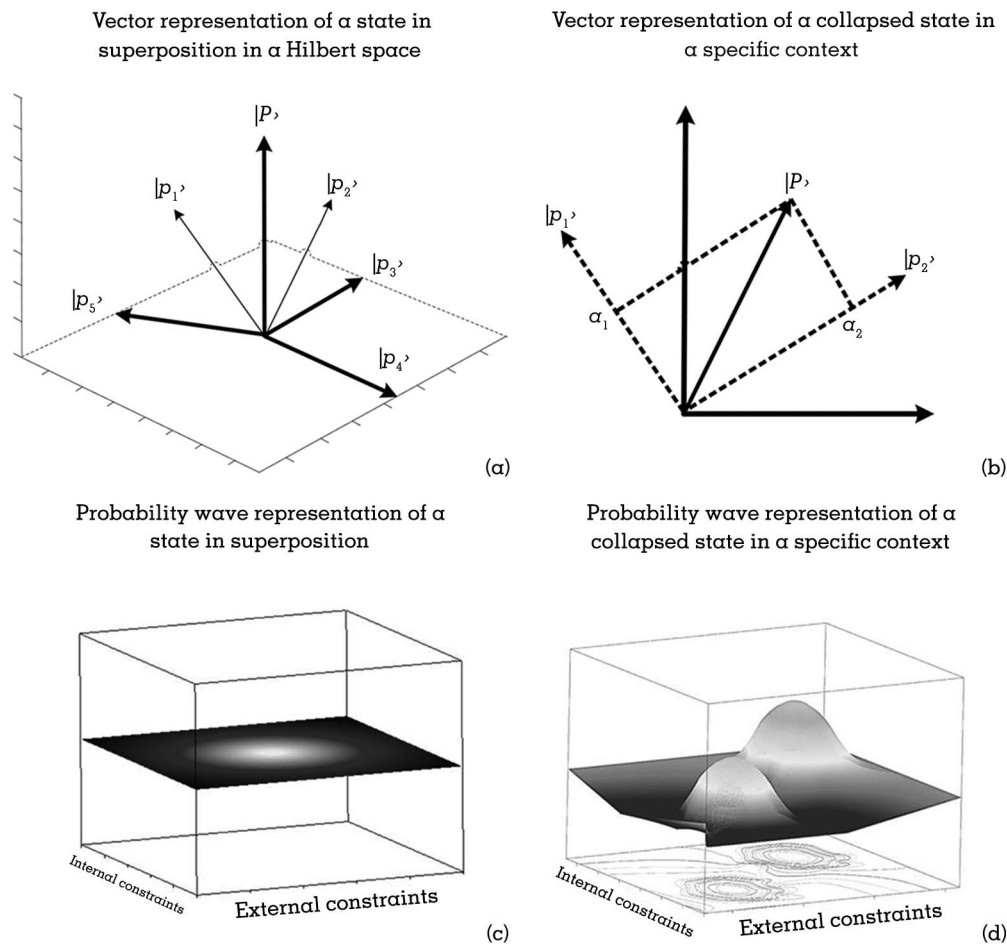 Vector representation of a state in
superposition in a Hilbert space
|P›
|p₁›
|p₂›
|p₃›
|p₅›
|p₄›
(a)
Vector representation of a collapsed state in
a specific context
|P›
|p₁›
|p₂›
α₁
α₂
(b)
Probability wave representation of a
state in superposition
Internal constraints
External constraints
(c)
Probability wave representation of a
collapsed state in a specific context
Internal constraints
External constraints
(d)